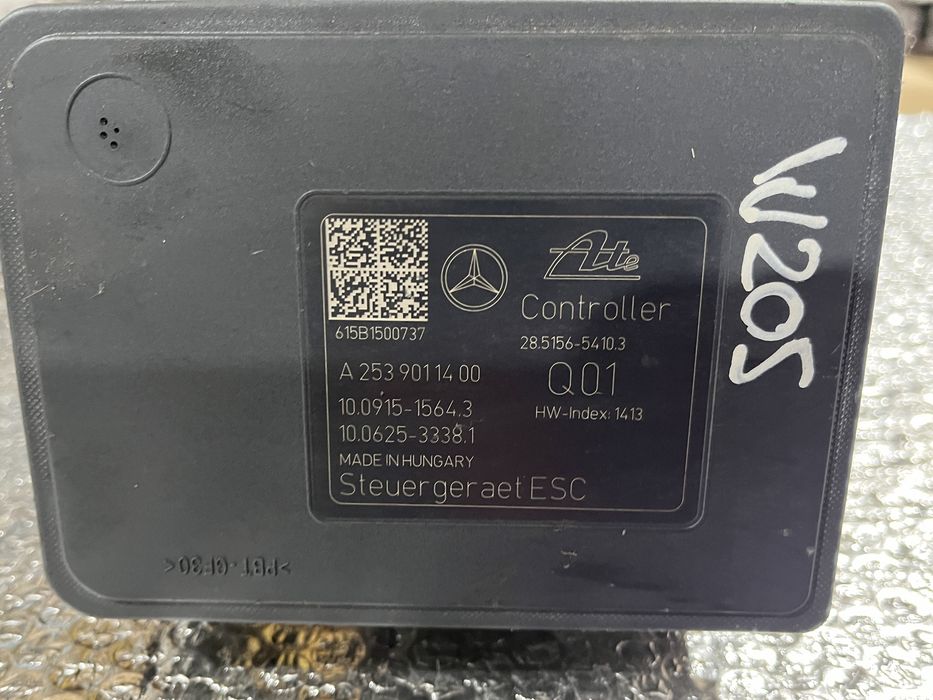 615B1500737
Ate
Controller
28.5156-5410.3
A 253 901 14 00
Q01
10.0915-1564.3
HW-Index: 1413
10.0625-3338.1
MADE IN HUNGARY
Steuergeraet ESC
W205
>PBT-GF30<